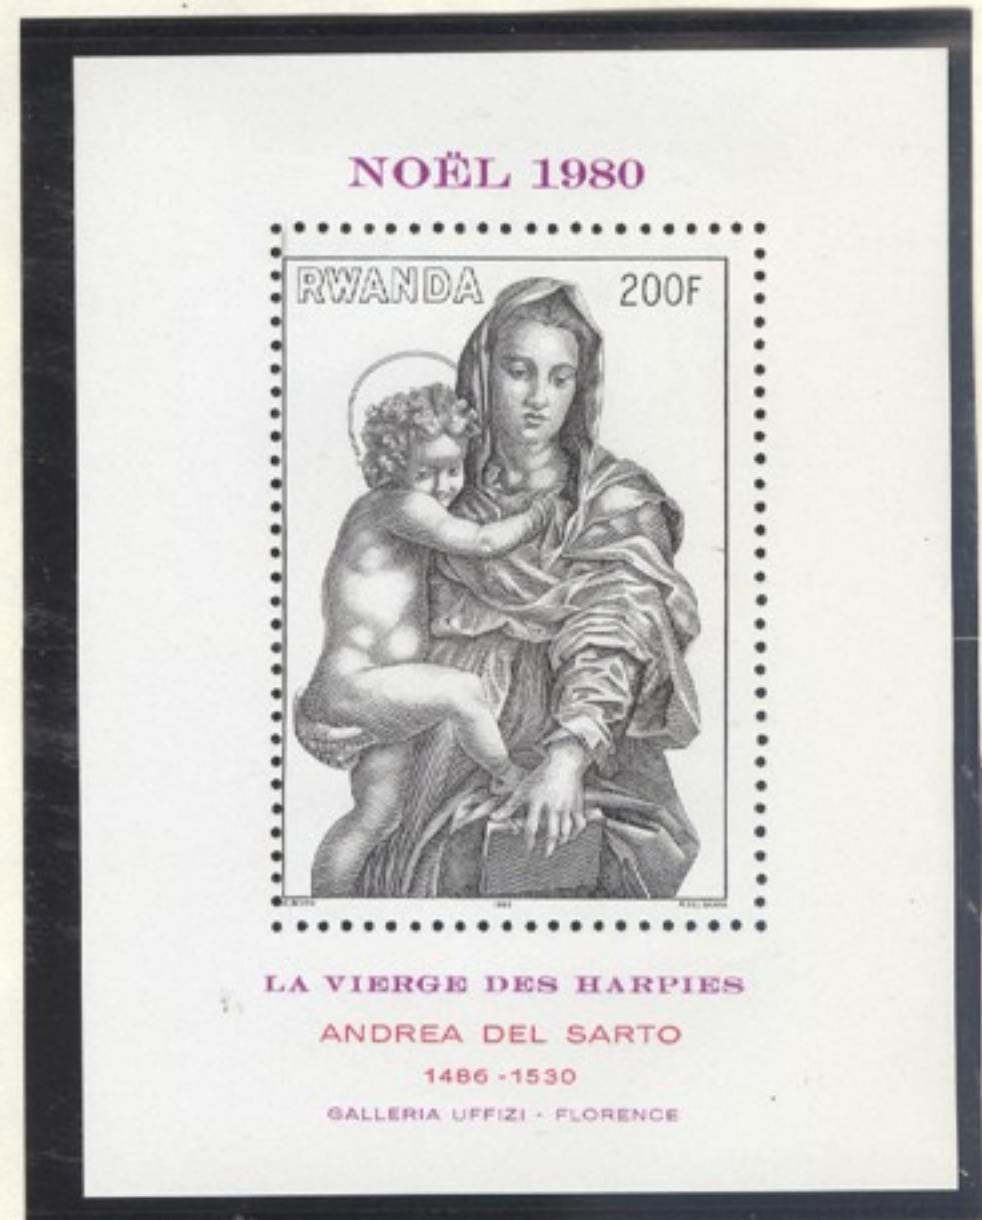 NOËL 1980
RWANDA 200F
LA VIERGE DES HARPIES
ANDREA DEL SARTO
1486 - 1530
GALLERIA UFFIZI - FLORENCE